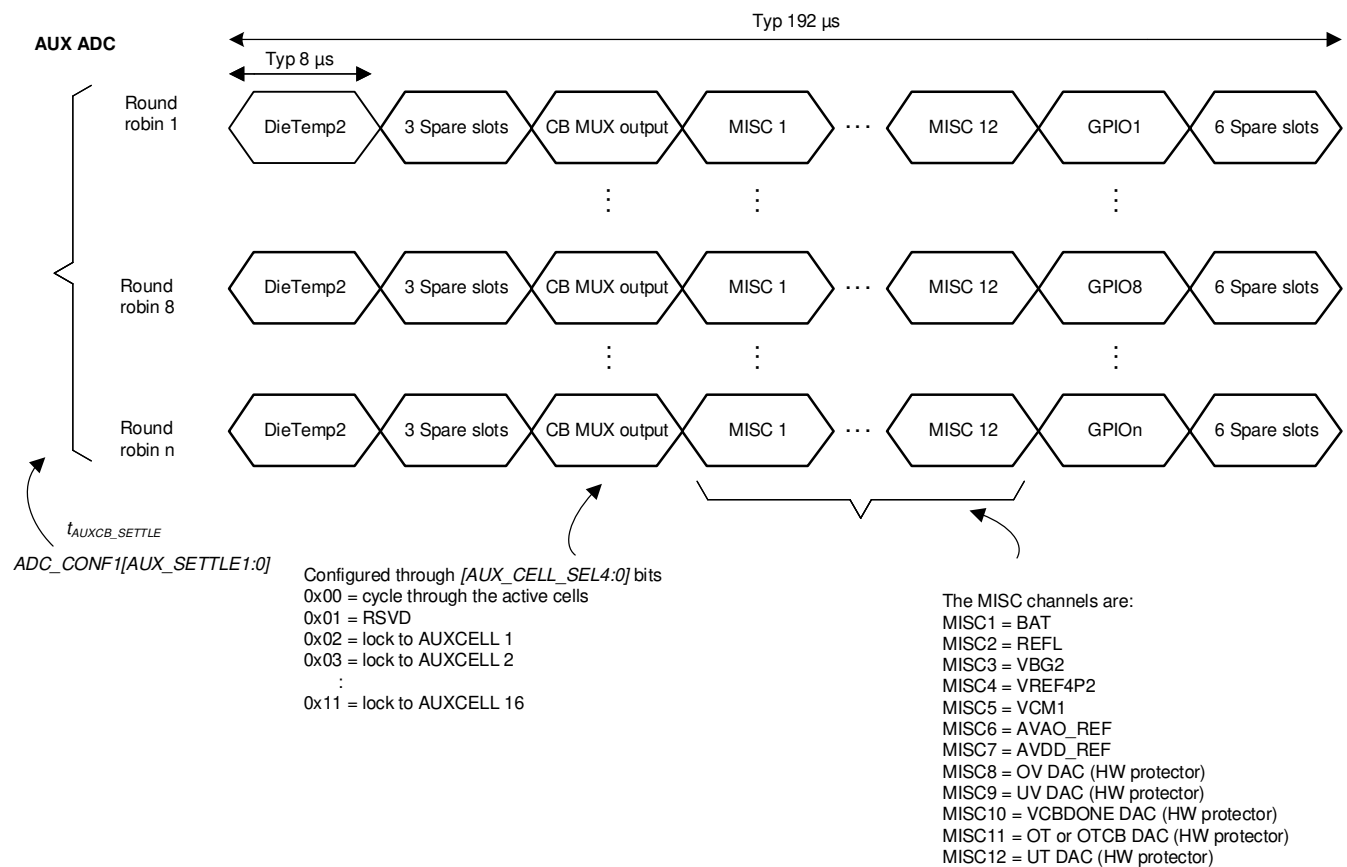 Typ 192 µs
AUX ADC
Typ 8 µs
Round
robin 1
DieTemp2
3 Spare slots
CB MUX output
MISC 1
...
MISC 12
GPIO1
6 Spare slots
Round
robin 8
DieTemp2
3 Spare slots
CB MUX output
MISC 1
...
MISC 12
GPIO8
6 Spare slots
Round
robin n
DieTemp2
3 Spare slots
CB MUX output
MISC 1
...
MISC 12
GPIOn
6 Spare slots
tAUXCB_SETTLE
ADC_CONF1[AUX_SETTLE1:0]
Configured through [AUX_CELL_SEL4:0] bits
0x00 = cycle through the active cells
0x01 = RSVD
0x02 = lock to AUXCELL 1
0x03 = lock to AUXCELL 2
:
0x11 = lock to AUXCELL 16
The MISC channels are:
MISC1 = BAT
MISC2 = REFL
MISC3 = VBG2
MISC4 = VREF4P2
MISC5 = VCM1
MISC6 = AVAO_REF
MISC7 = AVDD_REF
MISC8 = OV DAC (HW protector)
MISC9 = UV DAC (HW protector)
MISC10 = VCBDONE DAC (HW protector)
MISC11 = OT or OTCB DAC (HW protector)
MISC12 = UT DAC (HW protector)